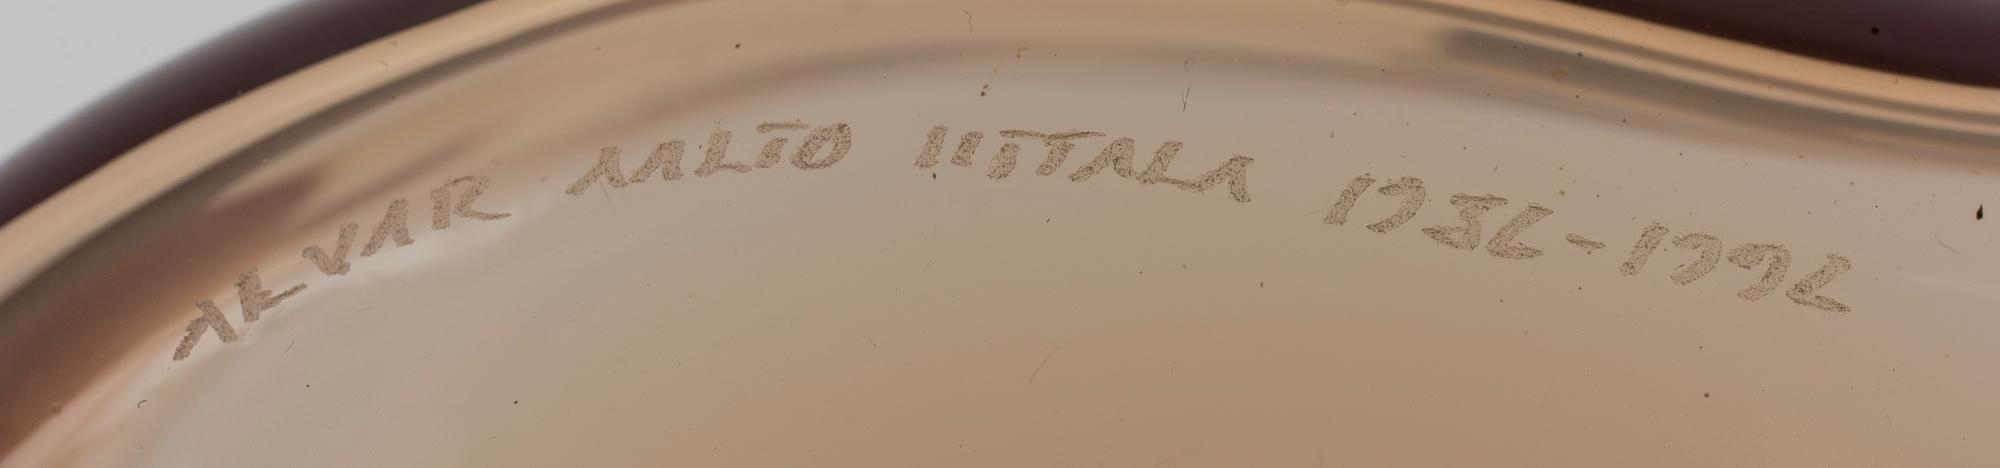 ALVAR AALTO IITTALA 1936-1996